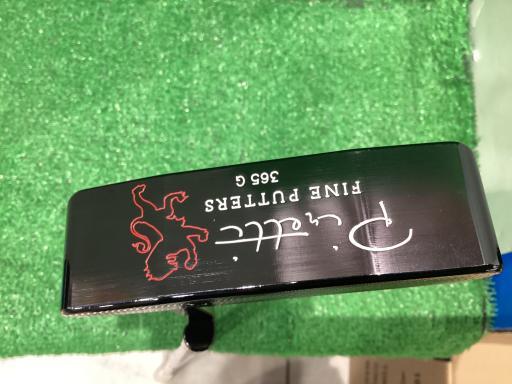 Piretti
FINE PUTTERS
365 G